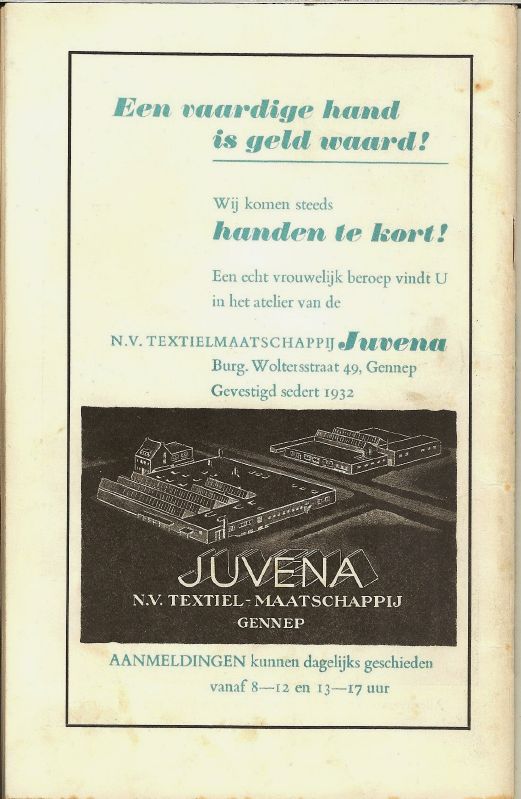 Een vaardige hand
is geld waard!
Wij komen steeds
handen te kort!
Een echt vrouwelijk beroep vindt U
in het atelier van de
N.V. TEXTIELMAATSCHAPPIJ Juvena
Burg. Woltersstraat 49, Gennep
Gevestigd sedert 1932
JUVENA
N.V. TEXTIEL-MAATSCHAPPIJ
GENNEP
AANMELDINGEN kunnen dagelijks geschieden
vanaf 8—12 en 13—17 uur